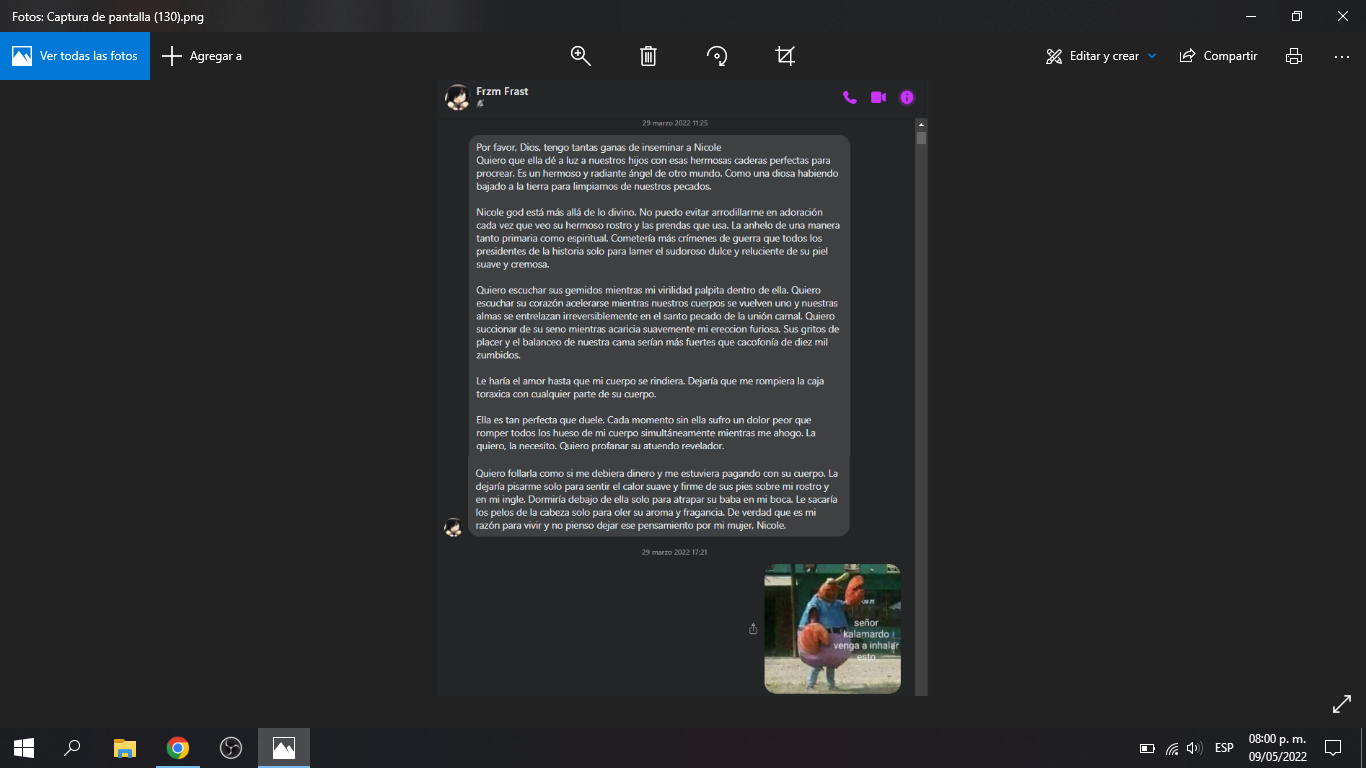 Fotos: Captura de pantalla (130).png
Ver todas las fotos
Agregar a
Editar y crear
Compartir
Frzm Frast
29 marzo 2022 11:25
Por favor, Dios, tengo tantas ganas de inseminar a Nicole
Quiero que ella dé a luz a nuestros hijos con esas hermosas caderas perfectas para
procrear. Es un hermoso y radiante ángel de otro mundo. Como una diosa habiendo
bajado a la tierra para limpiarnos de nuestros pecados.
Nicole god está más allá de lo divino. No puedo evitar arrodillarme en adoración
cada vez que veo su hermoso rostro y las prendas que usa. La anhelo de una manera
tanto primaria como espiritual. Cometería más crímenes de guerra que todos los
presidentes de la historia solo para lamer el sudoroso dulce y reluciente de su piel
suave y cremosa.
Quiero escuchar sus gemidos mientras mi virilidad palpita dentro de ella. Quiero
escuchar su corazón acelerarse mientras nuestros cuerpos se vuelven uno y nuestras
almas se entrelazan irreversiblemente en el santo pecado de la unión carnal. Quiero
succionar de su seno mientras acaricia suavemente mi ereccion furiosa. Sus gritos de
placer y el balanceo de nuestra cama serían más fuertes que cacofonía de diez mil
zumbidos.
Le haría el amor hasta que mi cuerpo se rindiera. Dejaría que me rompiera la caja
toraxica con cualquier parte de su cuerpo.
Ella es tan perfecta que duele. Cada momento sin ella sufro un dolor peor que
romper todos los hueso de mi cuerpo simultáneamente mientras me ahogo. La
quiero, la necesito. Quiero profanar su atuendo revelador.
Quiero follarla como si me debiera dinero y me estuviera pagando con su cuerpo. La
dejaría pisarme solo para sentir el calor suave y firme de sus pies sobre mi rostro y
en mi ingle. Dormiría debajo de ella solo para atrapar su baba en mi boca. Le sacaría
los pelos de la cabeza solo para oler su aroma y fragancia. De verdad que es mi
razón para vivir y no pienso dejar ese pensamiento por mi mujer, Nicole.
29 marzo 2022 17:21
señor
kalamardo
venga a inhalar
esto
ESP
08:00 p. m.
09/05/2022